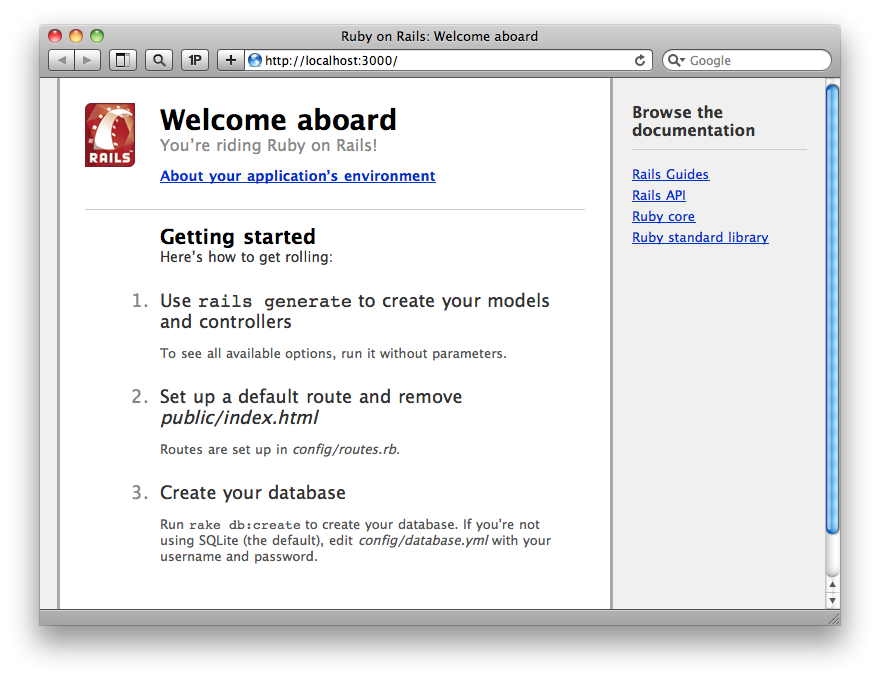 Ruby on Rails: Welcome aboard
1P
+
http://localhost:3000/
Google
RAILS
Welcome aboard
You're riding Ruby on Rails!
About your application's environment
Getting started
Here's how to get rolling:
1. Use rails generate to create your models
and controllers
To see all available options, run it without parameters.
2. Set up a default route and remove
public/index.html
Routes are set up in config/routes.rb.
3. Create your database
Run rake db:create to create your database. If you're not
using SQLite (the default), edit config/database.yml with your
username and password.
Browse the
documentation
Rails Guides
Rails API
Ruby core
Ruby standard library